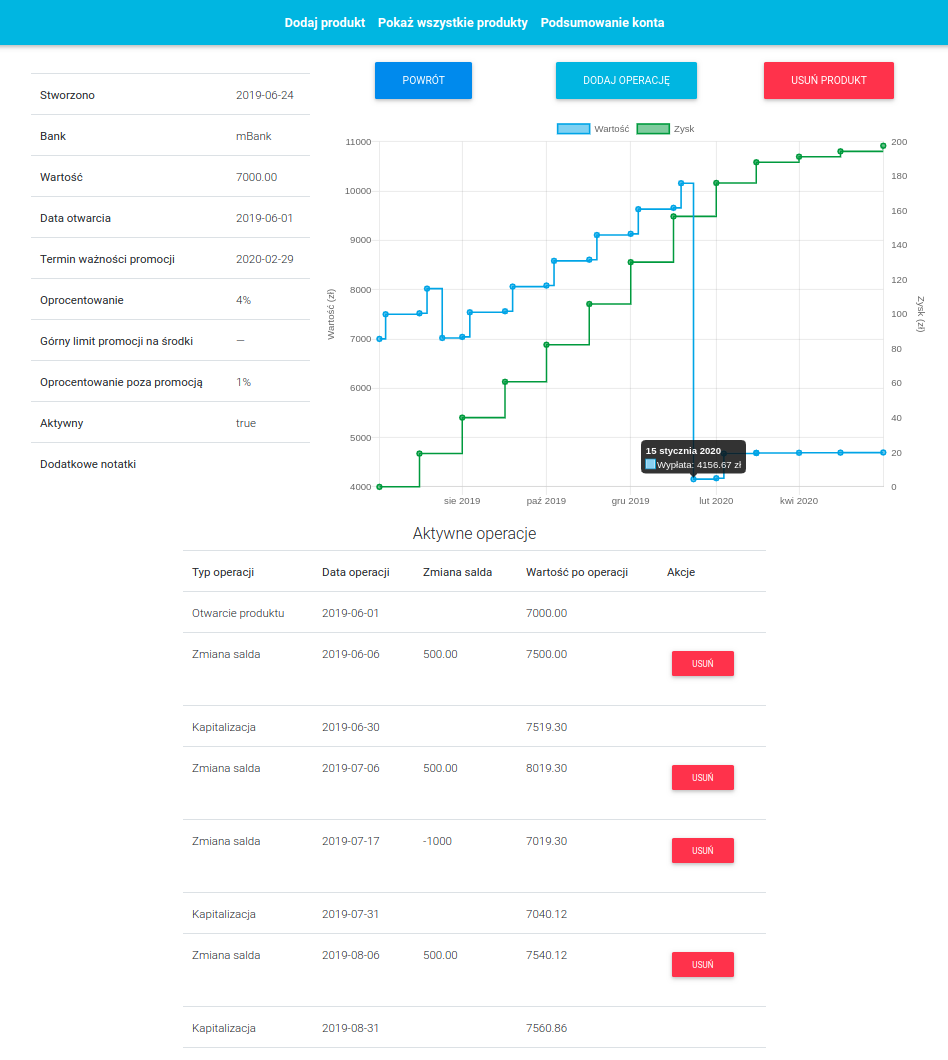 Dodaj produkt Pokaż wszystkie produkty Podsumowanie konta
Stworzono 2019-06-24
Bank mBank
Wartość 7000.00
Data otwarcia 2019-06-01
Termin ważności promocji 2020-02-29
Oprocentowanie 4%
Górny limit promocji na środki —
Oprocentowanie poza promocją 1%
Aktywny true
Dodatkowe notatki
POWRÓT DODAJ OPERACJĘ USUŃ PRODUKT
Wartość Zysk
Wartość (zł)
11000
10000
9000
8000
7000
6000
5000
4000
200
180
160
140
120
100
80
60
40
20
0
Zysk (zł)
15 stycznia 2020
Wypłata: 4156.67 zł
sie 2019 paź 2019 gru 2019 lut 2020 kwi 2020
Aktywne operacje
Typ operacji Data operacji Zmiana salda Wartość po operacji Akcje
Otwarcie produktu 2019-06-01 7000.00
Zmiana salda 2019-06-06 500.00 7500.00 USUŃ
Kapitalizacja 2019-06-30 7519.30
Zmiana salda 2019-07-06 500.00 8019.30 USUŃ
Zmiana salda 2019-07-17 -1000 7019.30 USUŃ
Kapitalizacja 2019-07-31 7040.12
Zmiana salda 2019-08-06 500.00 7540.12 USUŃ
Kapitalizacja 2019-08-31 7560.86